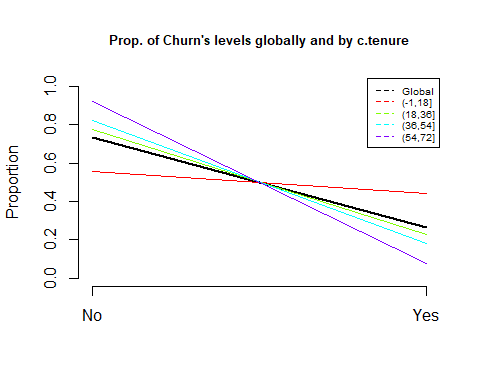 Prop. of Churn's levels globally and by c.tenure
Global
(-1,18]
(18,36]
(36,54]
(54,72]
Proportion
1.0
0.8
0.6
0.4
0.2
0.0
No
Yes